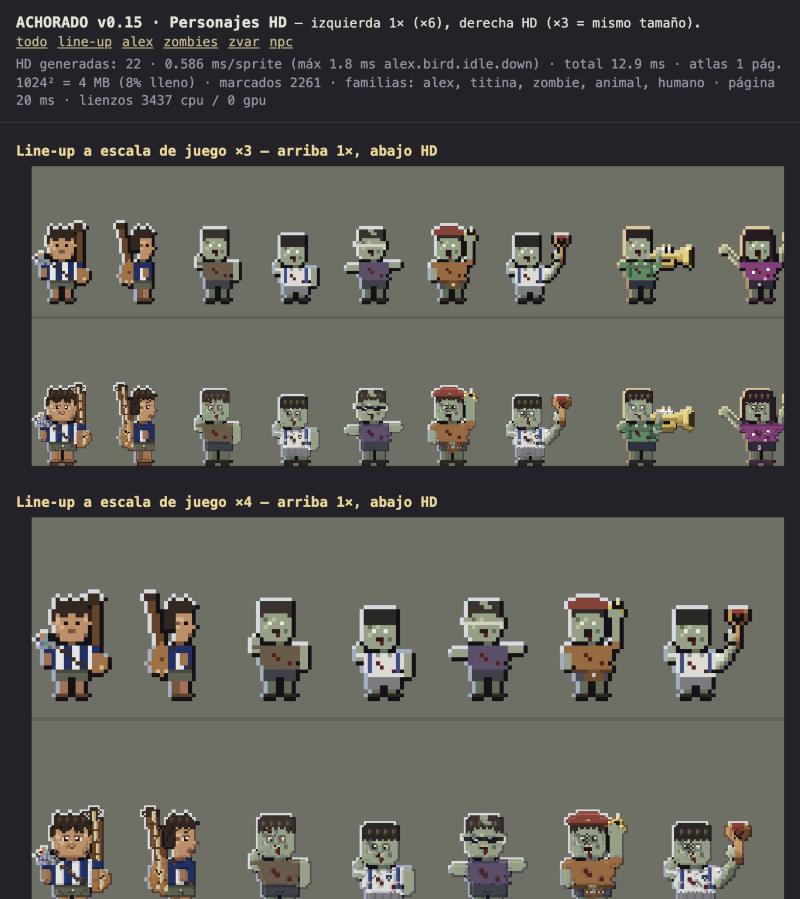 ACHORADO v0.15 · Personajes HD — izquierda 1× (×6), derecha HD (×3 = mismo tamaño).
todo line-up alex zombies zvar npc
HD generadas: 22 · 0.586 ms/sprite (máx 1.8 ms alex.bird.idle.down) · total 12.9 ms · atlas 1 pág.
1024² = 4 MB (8% lleno) · marcados 2261 · familias: alex, titina, zombie, animal, humano · página
20 ms · lienzos 3437 cpu / 0 gpu
Line-up a escala de juego ×3 — arriba 1×, abajo HD
Line-up a escala de juego ×4 — arriba 1×, abajo HD